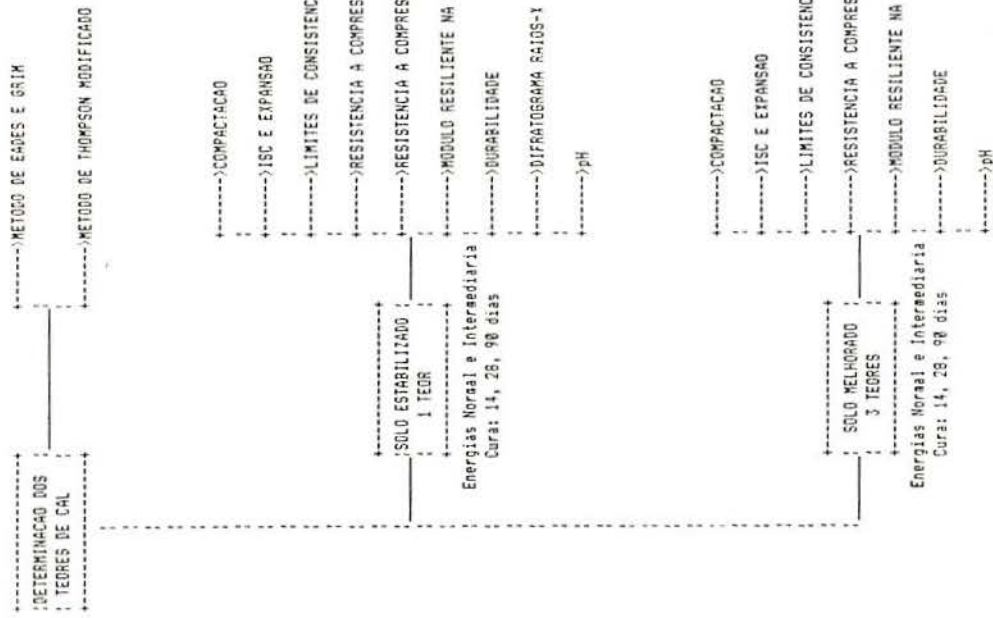 DETERMINACAO DOS
TEORES DE CAL
METODO DE EADES E GRIM
METODO DE THOMPSON MODIFICADO
SOLO ESTABILIZADO
1 TEOR
Energias Normal e Intermediaria
Cura: 14, 28, 90 dias
COMPACTACAO
ISC E EXPANSAO
LIMITES DE CONSISTENC
RESISTENCIA A COMPRES
RESISTENCIA A COMPRES
MODULO RESILIENTE NA
DURABILIDADE
DIFRATOGRAMA RAIOS-X
pH
SOLO MELHORADO
3 TEORES
Energias Normal e Intermediaria
Cura: 14, 28, 90 dias
COMPACTACAO
ISC E EXPANSAO
LIMITES DE CONSISTENC
RESISTENCIA A COMPRES
MODULO RESILIENTE NA
DURABILIDADE
pH